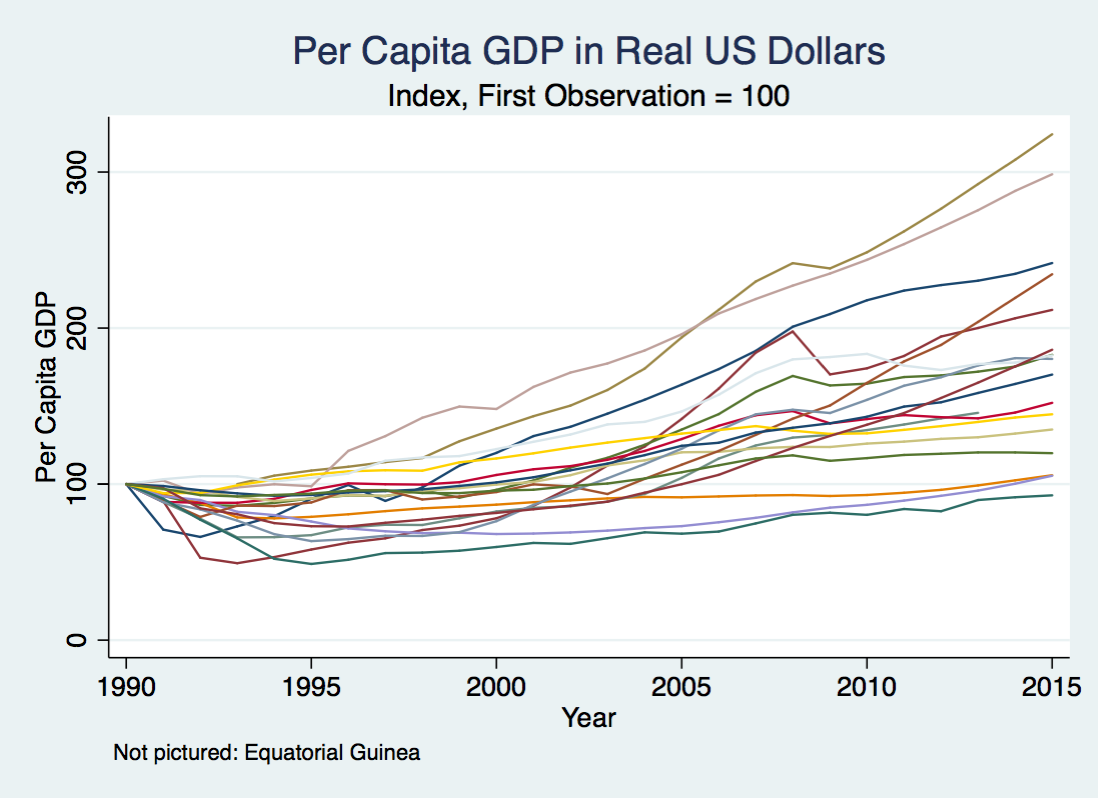 Per Capita GDP in Real US Dollars
Index, First Observation = 100
Per Capita GDP
300
200
100
0
1990 1995 2000 2005 2010 2015
Year
Not pictured: Equatorial Guinea